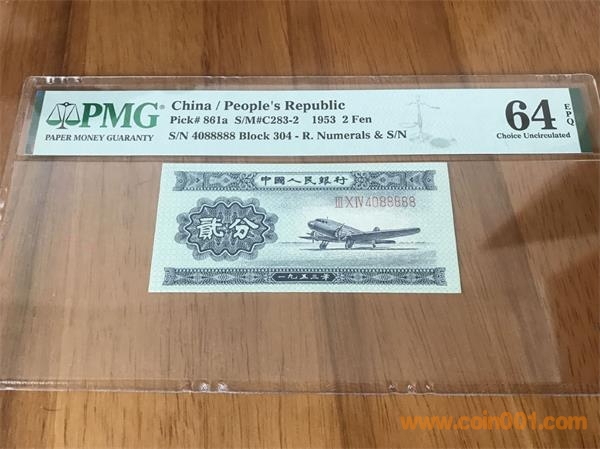 PMG
PAPER MONEY GUARANTY
China / People's Republic
Pick# 861a S/M#C283-2 1953 2 Fen
S/N 4088888 Block 304 - R. Numerals & S/N
64 EPQ
Choice Uncirculated
中國人民銀行
ⅢⅩⅣ4088888
貳分
一九五三年
www.coin001.com